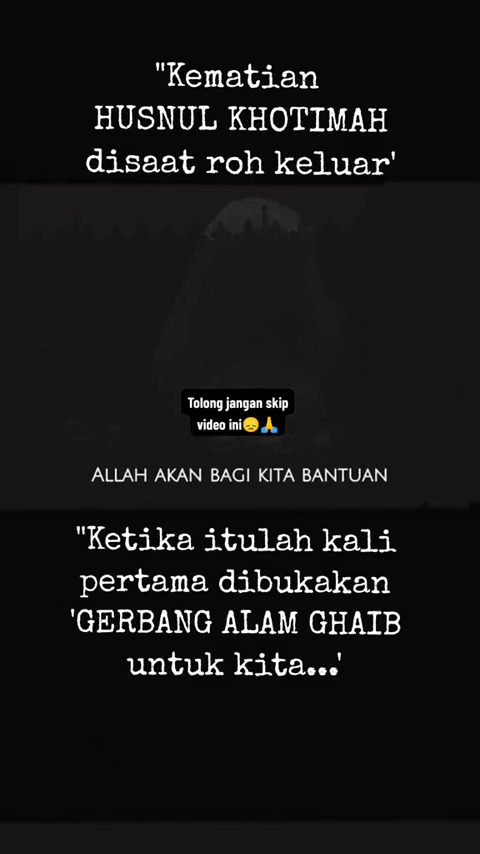 "Kematian
HUSNUL KHOTIMAH
disaat roh keluar'
Tolong jangan skip
video ini😞🙏
ALLAH AKAN BAGI KITA BANTUAN
"Ketika itulah kali
pertama dibukakan
'GERBANG ALAM GHAIB
untuk kita...'